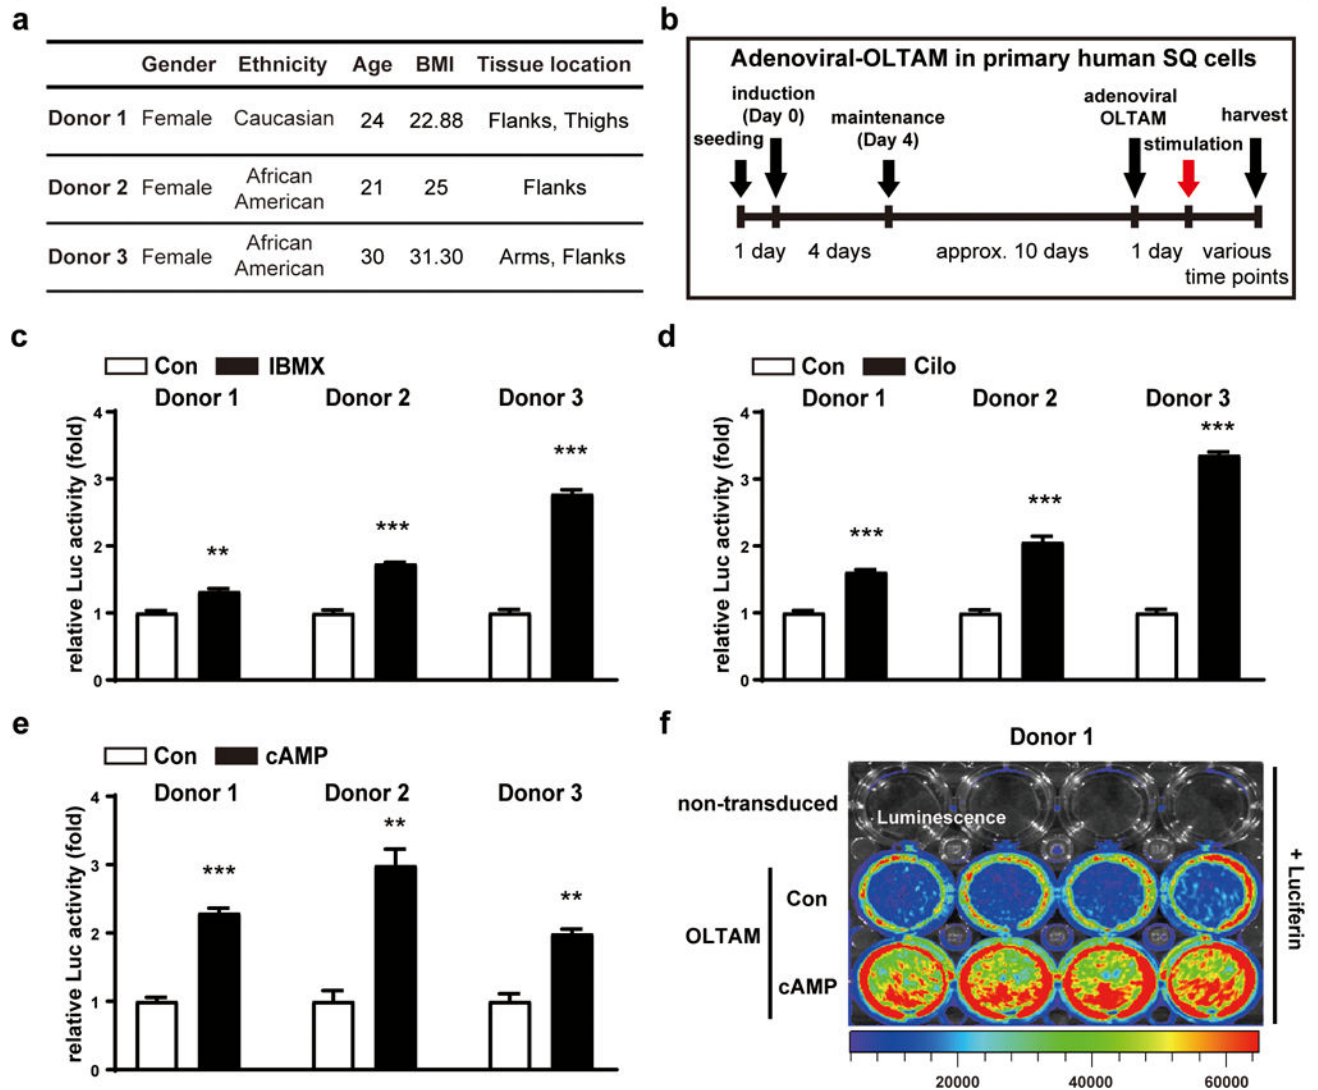 a
Gender Ethnicity Age BMI Tissue location
Donor 1 Female Caucasian 24 22.88 Flanks, Thighs
Donor 2 Female African American 21 25 Flanks
Donor 3 Female African American 30 31.30 Arms, Flanks
b
Adenoviral-OLTAM in primary human SQ cells
seeding
induction
(Day 0)
maintenance
(Day 4)
adenoviral
OLTAM
stimulation
harvest
1 day 4 days approx. 10 days 1 day various
time points
c
Con IBMX
Donor 1 Donor 2 Donor 3
relative Luc activity (fold)
4
3
2
1
0
** *** ***
d
Con Cilo
Donor 1 Donor 2 Donor 3
relative Luc activity (fold)
4
3
2
1
0
*** *** ***
e
Con cAMP
Donor 1 Donor 2 Donor 3
relative Luc activity (fold)
4
3
2
1
0
*** ** **
f
Donor 1
non-transduced
Luminescence
OLTAM
Con
cAMP
+ Luciferin
20000 40000 60000